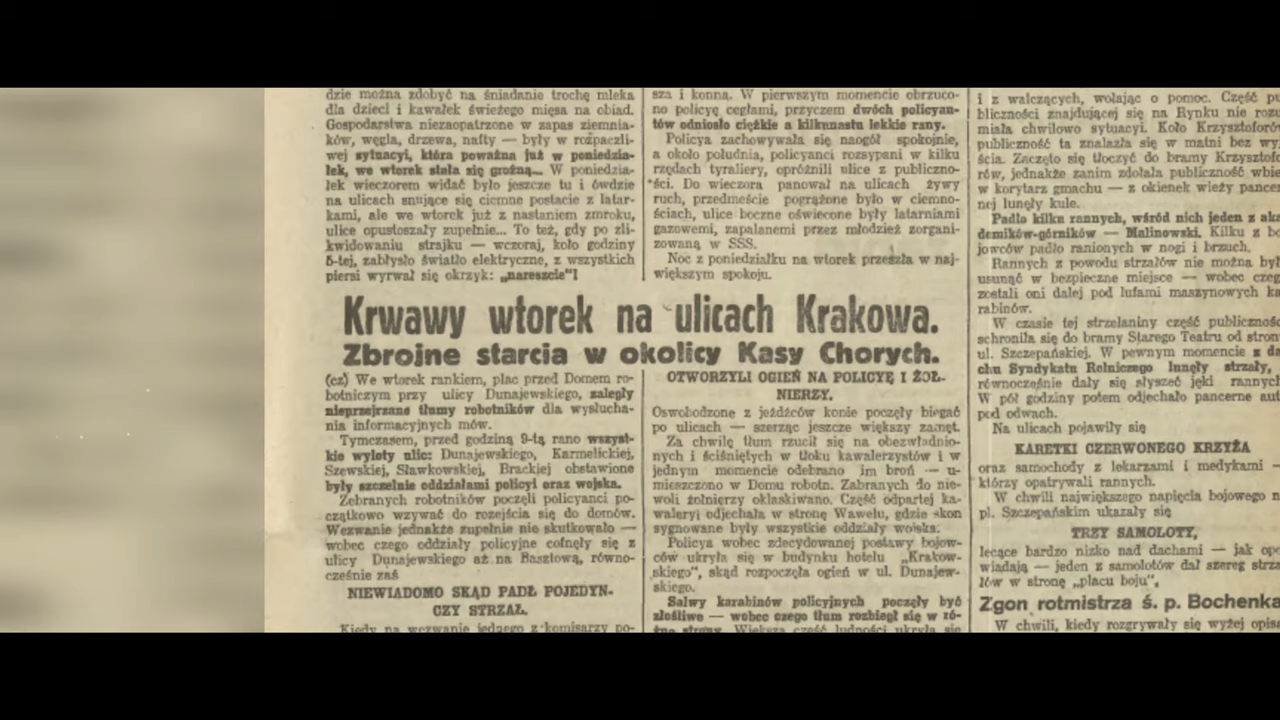 dzie można zdobyć na śniadanie trochę mleka
dla dzieci i kawałek świeżego mięsa na obiad.
Gospodarstwa niezaopatrzone w zapas ziemnia-
ków, węgla, drzewa, nafty — były w rozpaczli-
wej sytuacyi, która poważna już w poniedzia-
łek, we wtorek stała się groźną... W poniedzia-
łek wieczorem widać było jeszcze tu i ówdzie
na ulicach snujące się ciemne postacie z latar-
kami, ale we wtorek już z nastaniem zmroku,
ulice opustoszały zupełnie... To też, gdy po zli-
kwidowaniu strajku — wczoraj, koło godziny
5-tej, zabłysło światło elektryczne, z wszystkich
piersi wyrwał się okrzyk: „nareszcie"!
sza i konna. W pierwszym momencie obrzuco-
no policyę cegłami, przyczem dwóch policyan-
tów odniosło ciężkie a kilkunastu lekkie rany.
Policya zachowywała się naogół spokojnie,
a około południa, policyanci rozsypani w kilku
rzędach tyraliery, opróżnili ulice z publiczno-
ści. Do wieczora panował na ulicach żywy
ruch, przedmieście pogrążone było w ciemno-
ściach, ulice boczne oświecone były latarniami
gazowemi, zapalanemi przez młodzież zorgani-
zowaną w SSS.
Noc z poniedziałku na wtorek przeszła w naj-
większym spokoju.
Krwawy wtorek na ulicach Krakowa.
Zbrojne starcia w okolicy Kasy Chorych.
(cz) We wtorek rankiem, plac przed Domem ro-
botniczym przy ulicy Dunajewskiego, zaległy
nieprzejrzane tłumy robotników dla wysłucha-
nia informacyjnych mów.
Tymczasem, przed godziną 9-tą rano wszyst-
kie wyloty ulic: Dunajewskiego, Karmelickiej,
Szewskiej, Sławkowskiej, Brackiej obstawione
były szczelnie oddziałami policyi oraz wojska.
Zebranych robotników poczęli policyanci po-
czątkowo wzywać do rozejścia się do domów.
Wezwanie jednakże zupełnie nie skutkowało —
wobec czego oddziały policyjne cofnęły się z
ulicy Dunajewskiego aż na Basztową, równo-
cześnie zaś
NIEWIADOMO SKĄD PADŁ POJEDYN-
CZY STRZAŁ.
Kiedy na wezwanie jednego z komisarzy po-
OTWORZYLI OGIEŃ NA POLICYĘ I ŻOŁ-
NIERZY.
Oswobodzone z jeźdźców konie poczęły biegać
po ulicach — szerząc jeszcze większy zamęt.
Za chwilę tłum rzucił się na obezwładnio-
nych i ściśniętych w tłoku kawalerzystów i w
jednym momencie odebrano im broń — u-
mieszczono w Domu robotn. Zabranych do nie-
woli żołnierzy oklaskiwano. Część odpartej ka-
waleryi odjechała w stronę Wawelu, gdzie skon
sygnowane były wszystkie oddziały wojska.
Policya wobec zdecydowanej postawy bojow-
ców ukryła się w budynku hotelu „Krakow-
skiego", skąd rozpoczęła ogień w ul. Dunajew-
skiego.
Salwy karabinów policyjnych poczęły być
złośliwe — wobec czego tłum rozbiegł się w ró-
żne strony. Większa część ludności ukryła się
i z walczących, wołając o pomoc. Część pu
bliczności znajdującej się na Rynku nie rozu
miała chwilowo sytuacyi. Koło Krzysztoforó
publiczność ta znalazła się w matni bez wy
ścia. Zaczęto się tłoczyć do bramy Krzysztofo
rów, jednakże zanim zdołała publiczność wbie
w korytarz gmachu — z okienek wieży pancer
nej lunęły kule.
Padło kilku rannych, wśród nich jeden z aka
demików-górników — Malinowski. Kilku z bo
jowców padło ranionych w nogi i brzuch.
Rannych z powodu strzałów nie można był
usunąć w bezpieczne miejsce — wobec czeg
zostali oni dalej pod lufami maszynowych ka
rabinów.
W czasie tej strzelaniny część publicznośc
schroniła się do bramy Starego Teatru od stron
ul. Szczepańskiej. W pewnym momencie z da
chu Syndykatu Rolniczego lunęły strzały,
równocześnie dały się słyszeć jęki rannych
W pół godziny potem odjechało pancerne aut
pod odwach.
Na ulicach pojawiły się
KARETKI CZERWONEGO KRZYŻA
oraz samochody z lekarzami i medykami —
którzy opatrywali rannych.
W chwili największego napięcia bojowego n
pl. Szczepańskim ukazały się
TRZY SAMOLOTY,
lecące bardzo nizko nad dachami — jak opo
wiadają — jeden z samolotów dał szereg strza
łów w stronę „placu boju".
Zgon rotmistrza ś. p. Bochenka
W chwili, kiedy rozgrywały się wyżej opisa